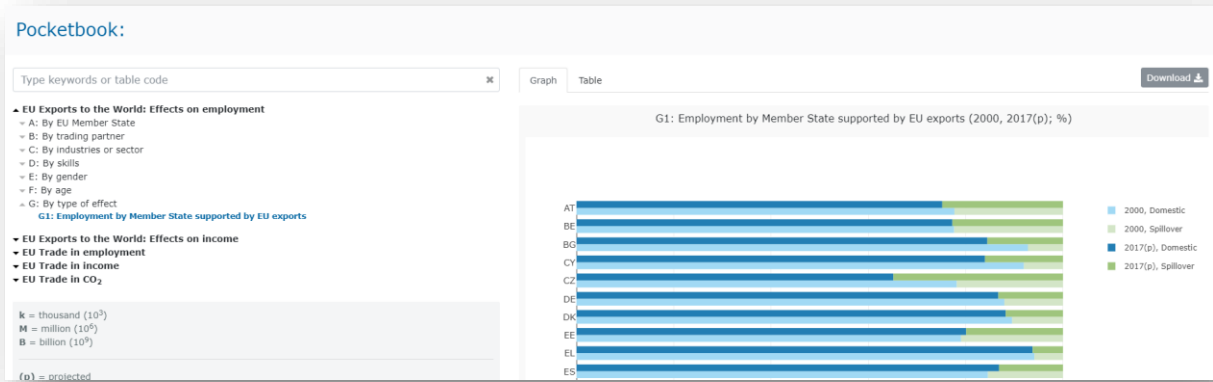 Pocketbook:
Type keywords or table code
EU Exports to the World: Effects on employment
A: By EU Member State
B: By trading partner
C: By industries or sector
D: By skills
E: By gender
F: By age
G: By type of effect
G1: Employment by Member State supported by EU exports
EU Exports to the World: Effects on income
EU Trade in employment
EU Trade in income
EU Trade in CO₂
k = thousand (10³)
M = million (10⁶)
B = billion (10⁹)
(p) = projected
Graph Table Download
G1: Employment by Member State supported by EU exports (2000, 2017(p); %)
AT
BE
BG
CY
CZ
DE
DK
EE
EL
ES
2000, Domestic
2000, Spillover
2017(p), Domestic
2017(p), Spillover